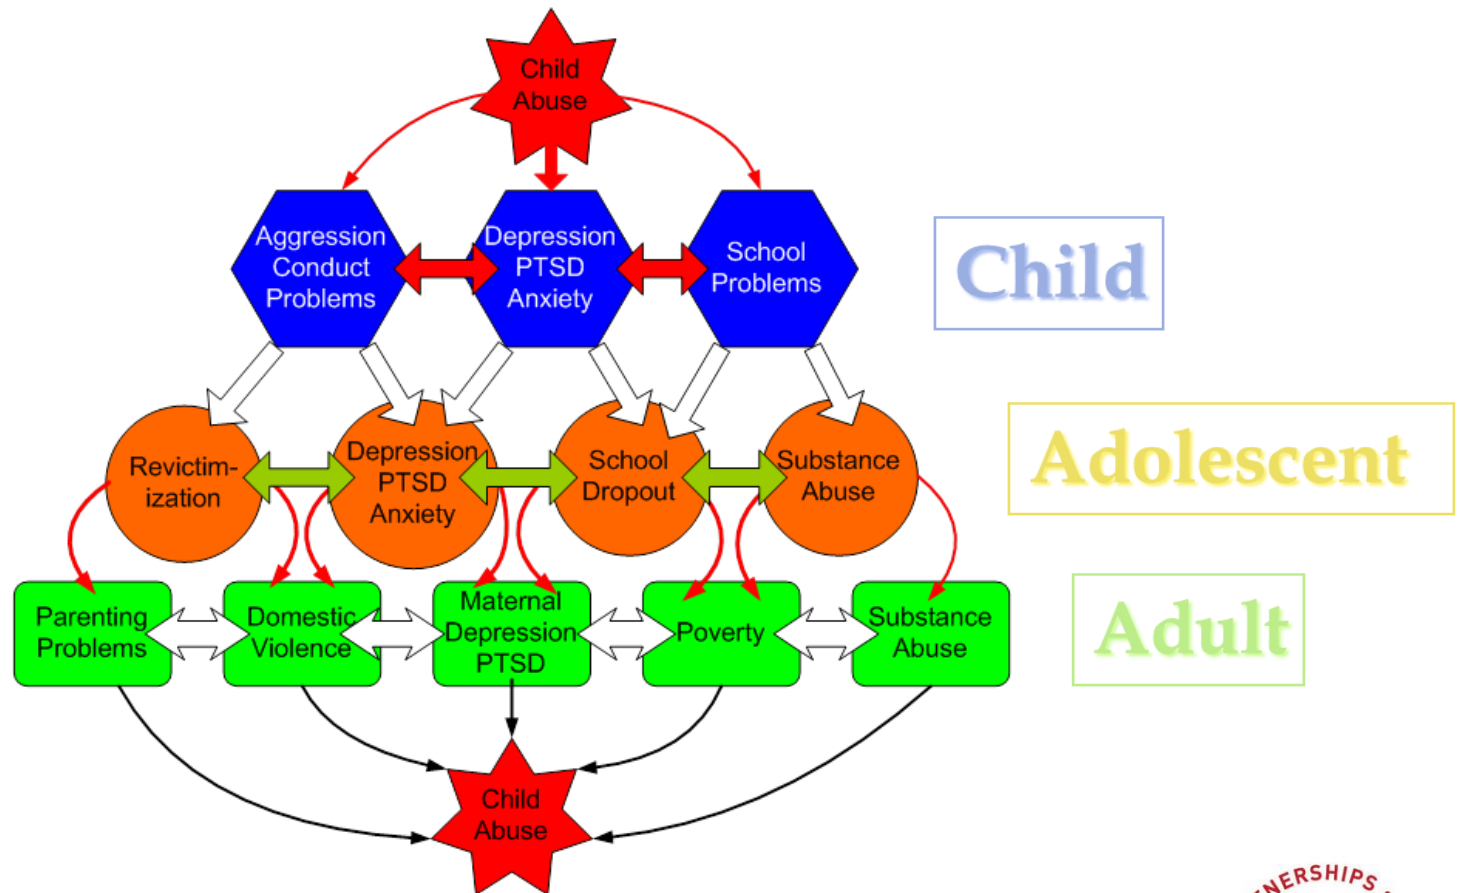 Child
Abuse
Aggression
Conduct
Problems
Depression
PTSD
Anxiety
School
Problems
Child
Revictim-
ization
Depression
PTSD
Anxiety
School
Dropout
Substance
Abuse
Adolescent
Parenting
Problems
Domestic
Violence
Maternal
Depression
PTSD
Poverty
Substance
Abuse
Adult
Child
Abuse